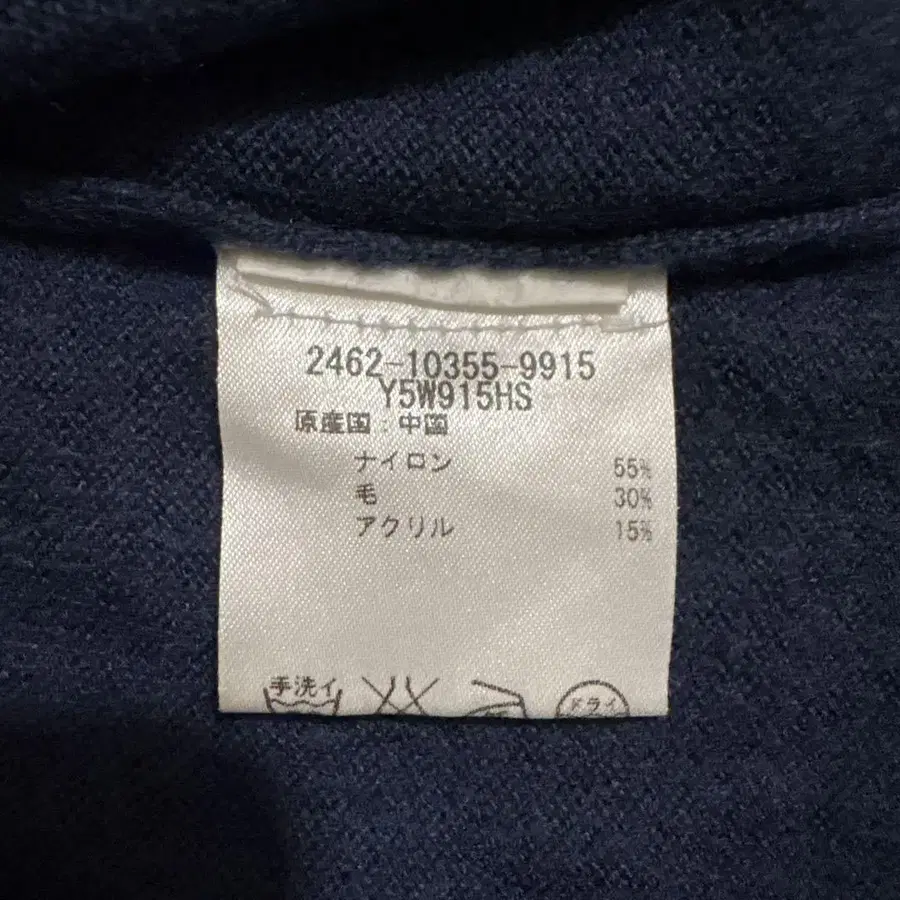 2462-10355-9915
Y5W915HS
原産国:中国
ナイロン 55%
毛 30%
アクリル 15%
手洗イ
ドライ